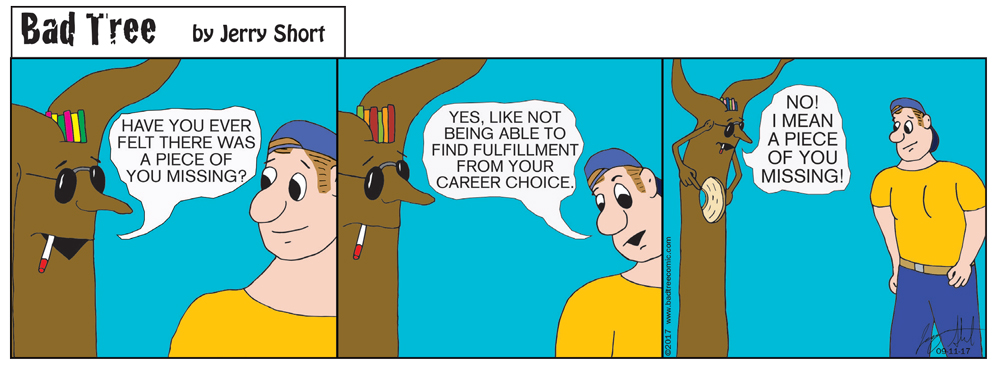 Bad Tree by Jerry Short
HAVE YOU EVER
FELT THERE WAS
A PIECE OF
YOU MISSING?
YES, LIKE NOT
BEING ABLE TO
FIND FULFILLMENT
FROM YOUR
CAREER CHOICE.
NO!
I MEAN
A PIECE
OF YOU
MISSING!
©2017 www.badtreecomic.com
09-11-17